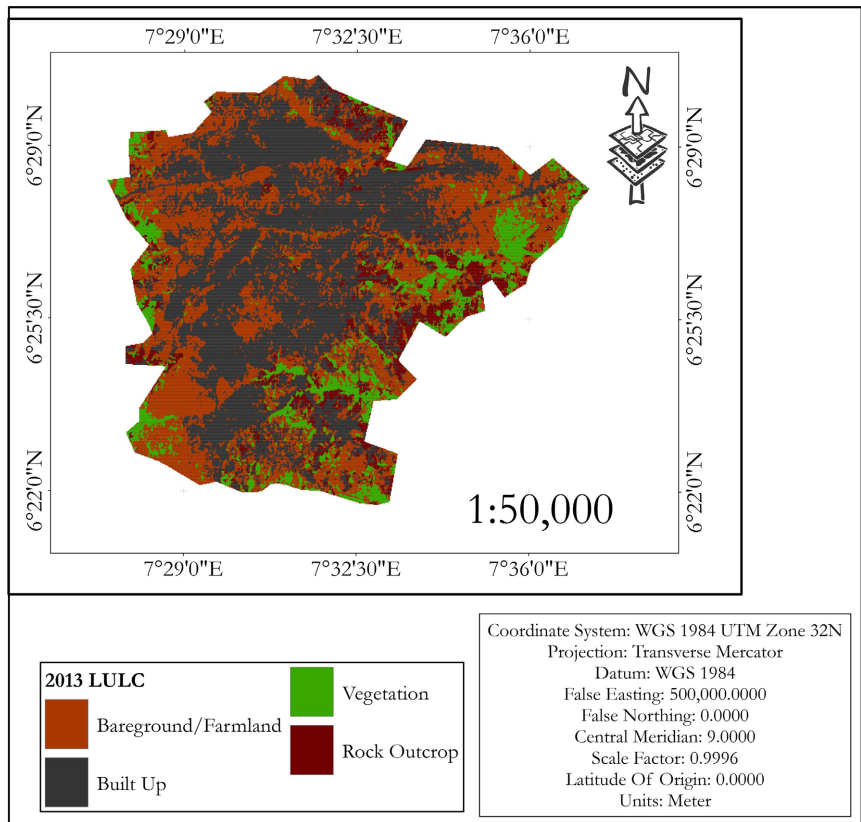 7°29'0"E 7°32'30"E 7°36'0"E
N
6°29'0"N
6°29'0"N
6°25'30"N
6°25'30"N
6°22'0"N
6°22'0"N
1:50,000
7°29'0"E 7°32'30"E 7°36'0"E
2013 LULC
Bareground/Farmland
Built Up
Vegetation
Rock Outcrop
Coordinate System: WGS 1984 UTM Zone 32N
Projection: Transverse Mercator
Datum: WGS 1984
False Easting: 500,000.0000
False Northing: 0.0000
Central Meridian: 9.0000
Scale Factor: 0.9996
Latitude Of Origin: 0.0000
Units: Meter